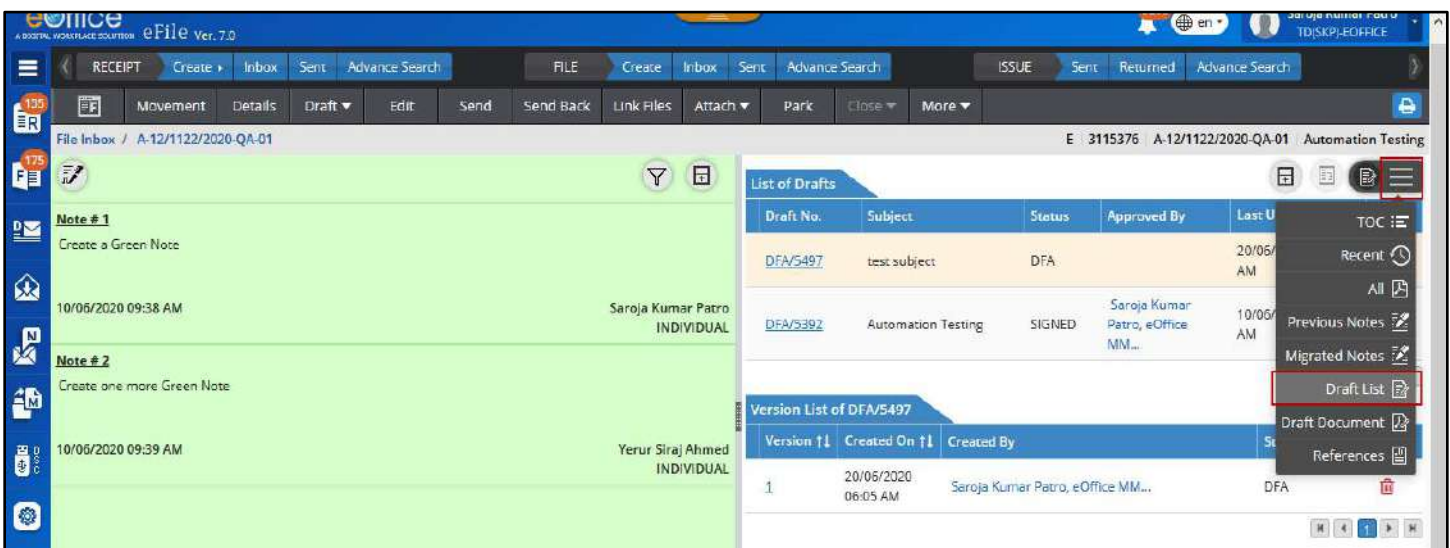 eOffice
A DIGITAL WORKPLACE SOLUTION eFile Ver. 7.0
en
Saroja Kumar Patro
TD(SKP)-EOFFICE
RECEIPT Create Inbox Sent Advance Search FILE Create Inbox Sent Advance Search ISSUE Sent Returned Advance Search
Movement Details Draft Edit Send Send Back Link Files Attach Park Close More
File Inbox / A-12/1122/2020-QA-01 E 3115376 A-12/1122/2020-QA-01 Automation Testing
175
Note # 1
Create a Green Note
10/06/2020 09:38 AM Saroja Kumar Patro
INDIVIDUAL
Note # 2
Create one more Green Note
10/06/2020 09:39 AM Yerur Siraj Ahmed
INDIVIDUAL
List of Drafts
Draft No. Subject Status Approved By Last U
DFA/5497 test subject DFA 20/06/
AM
DFA/5392 Automation Testing SIGNED Saroja Kumar Patro, eOffice MM... 10/06/
AM
TOC
Recent
All
Previous Notes
Migrated Notes
Draft List
Draft Document
References
Version List of DFA/5497
Version Created On Created By St
1 20/06/2020 06:05 AM Saroja Kumar Patro, eOffice MM... DFA
1